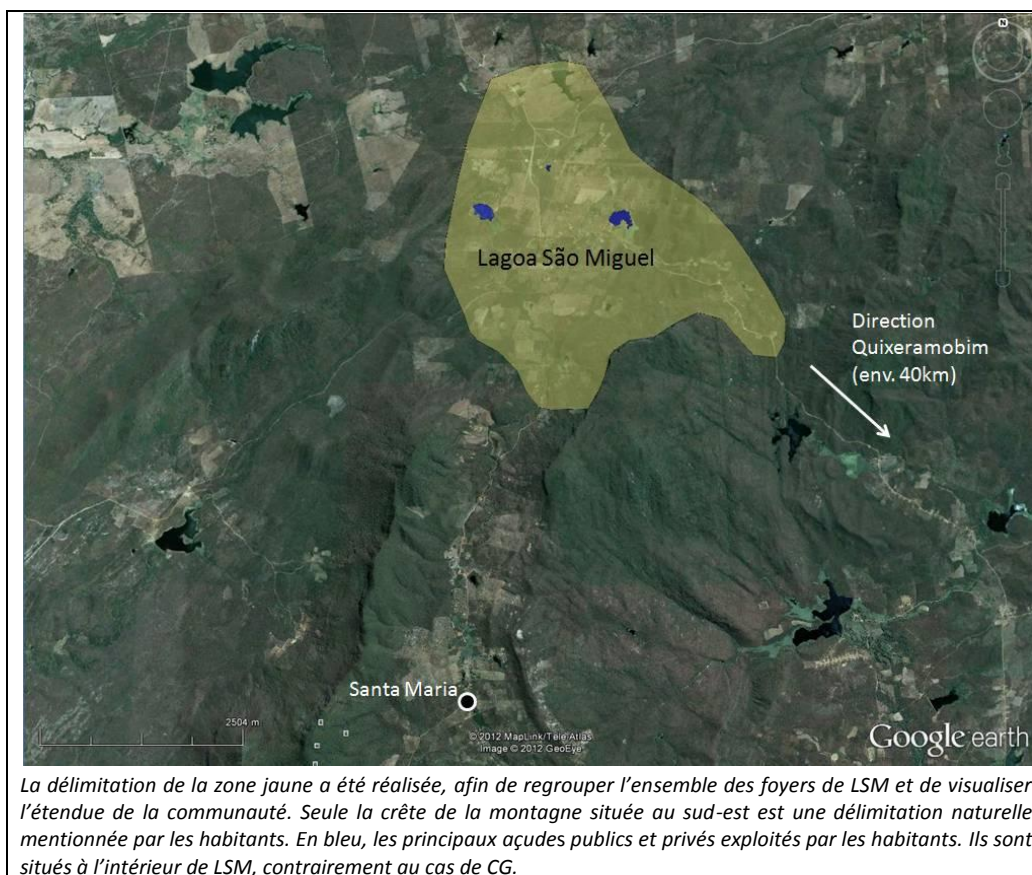 N
Lagoa São Miguel
Direction
Quixeramobim
(env. 40km)
Santa Maria
2504 m
© 2012 MapLink/Tele Atlas
Image © 2012 GeoEye
Google earth
La délimitation de la zone jaune a été réalisée, afin de regrouper l’ensemble des foyers de LSM et de visualiser
l’étendue de la communauté. Seule la crête de la montagne située au sud-est est une délimitation naturelle
mentionnée par les habitants. En bleu, les principaux açudes publics et privés exploités par les habitants. Ils sont
situés à l’intérieur de LSM, contrairement au cas de CG.